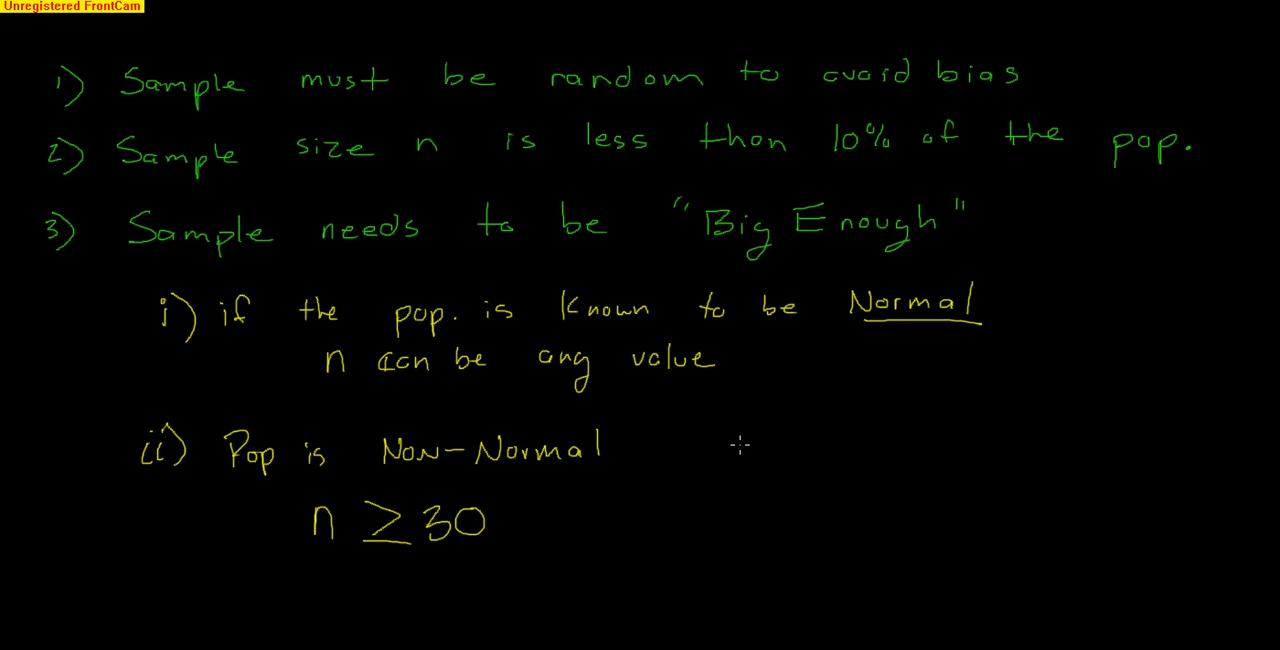 Unregistered FrontCam
1) Sample must be random to avoid bias
2) Sample size n is less than 10% of the pop.
3) Sample needs to be "Big Enough"
i) if the pop. is known to be Normal
n can be any value
ii) Pop is Non-Normal
n ≥ 30